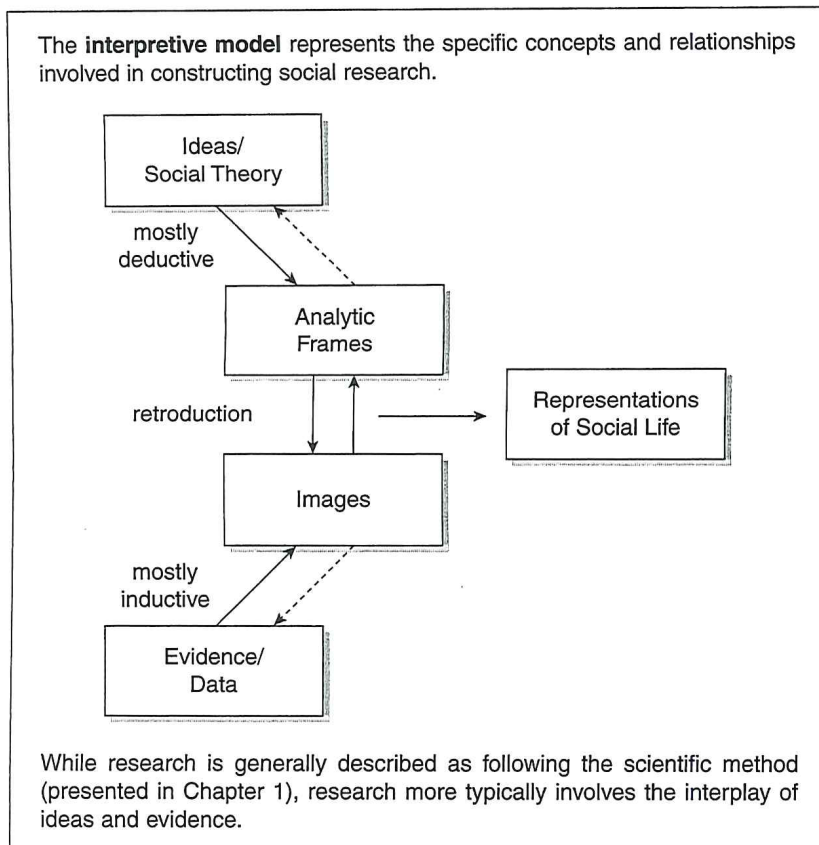 The interpretive model represents the specific concepts and relationships
involved in constructing social research.
Ideas/
Social Theory
mostly
deductive
Analytic
Frames
retroduction
Representations
of Social Life
Images
mostly
inductive
Evidence/
Data
While research is generally described as following the scientific method
(presented in Chapter 1), research more typically involves the interplay of
ideas and evidence.